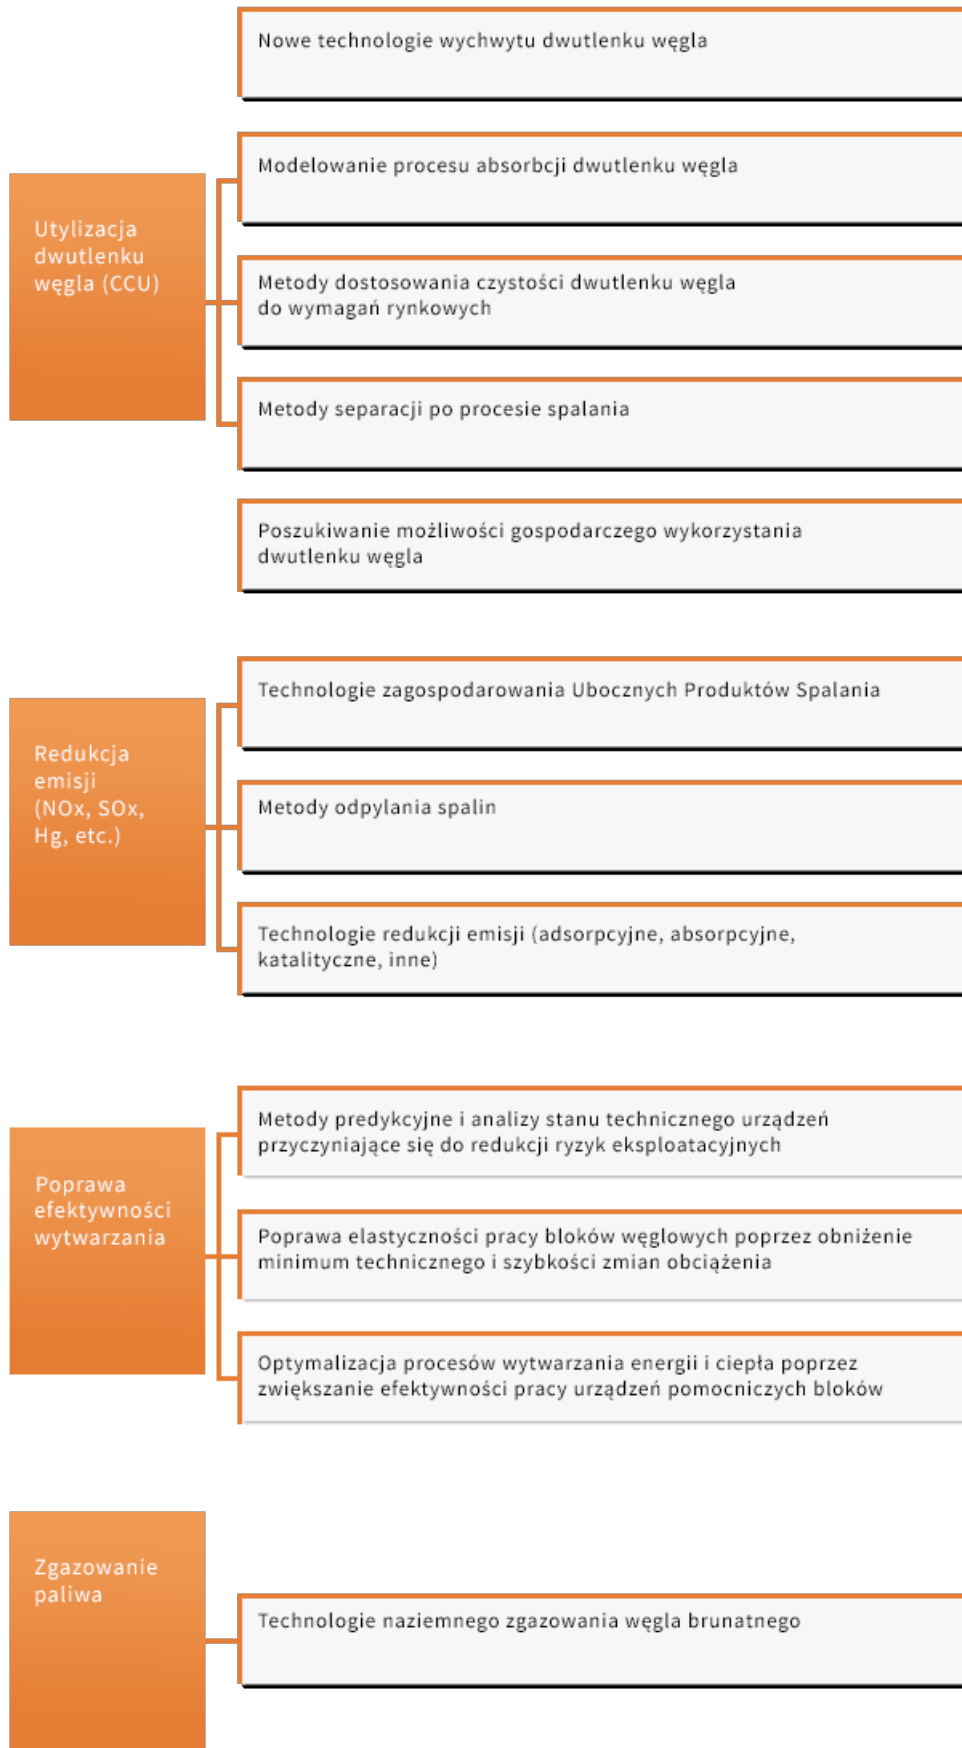 Nowe technologie wychwytu dwutlenku węgla
Modelowanie procesu absorbcji dwutlenku węgla
Utylizacja
dwutlenku
węgla (CCU)
Metody dostosowania czystości dwutlenku węgla
do wymagań rynkowych
Metody separacji po procesie spalania
Poszukiwanie możliwości gospodarczego wykorzystania
dwutlenku węgla
Redukcja
emisji
(NOx, SOx,
Hg, etc.)
Technologie zagospodarowania Ubocznych Produktów Spalania
Metody odpylania spalin
Technologie redukcji emisji (adsorpcyjne, absorpcyjne,
katalityczne, inne)
Poprawa
efektywności
wytwarzania
Metody predykcyjne i analizy stanu technicznego urządzeń
przyczyniające się do redukcji ryzyk eksploatacyjnych
Poprawa elastyczności pracy bloków węglowych poprzez obniżenie
minimum technicznego i szybkości zmian obciążenia
Optymalizacja procesów wytwarzania energii i ciepła poprzez
zwiększanie efektywności pracy urządzeń pomocniczych bloków
Zgazowanie
paliwa
Technologie naziemnego zgazowania węgla brunatnego